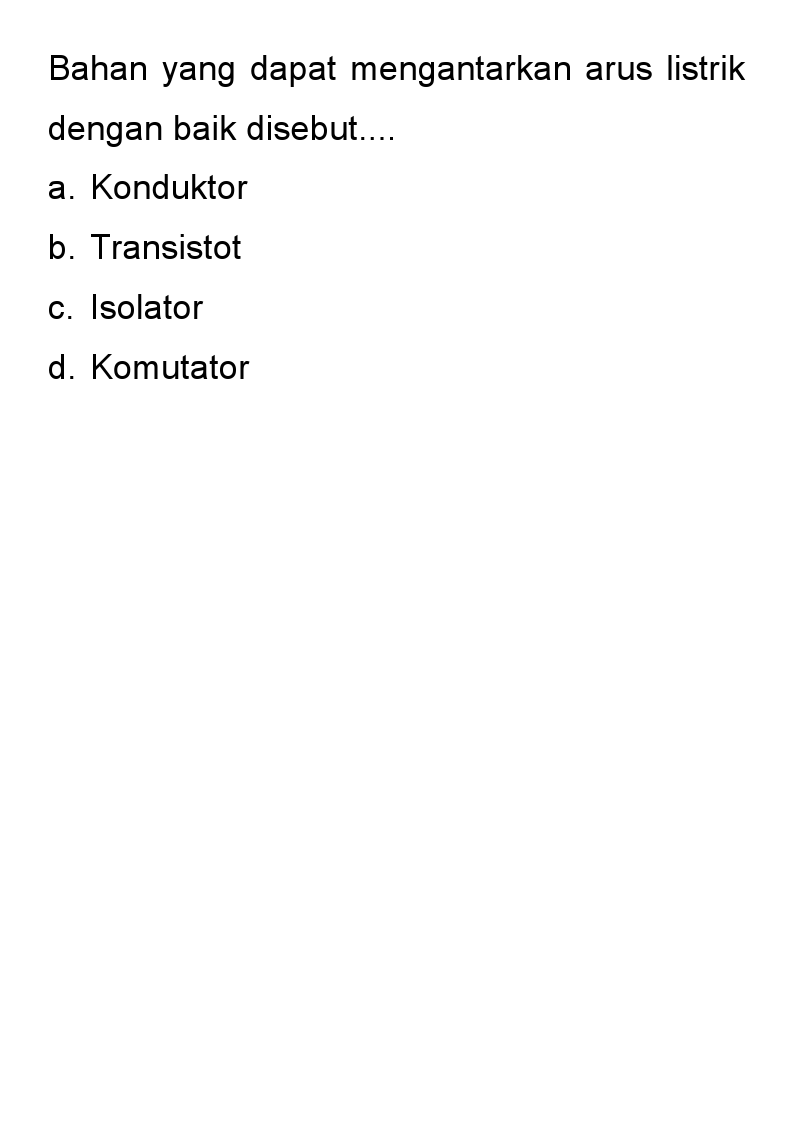 Bahan yang dapat mengantarkan arus listrik
dengan baik disebut....
a. Konduktor
b. Transistot
c. Isolator
d. Komutator